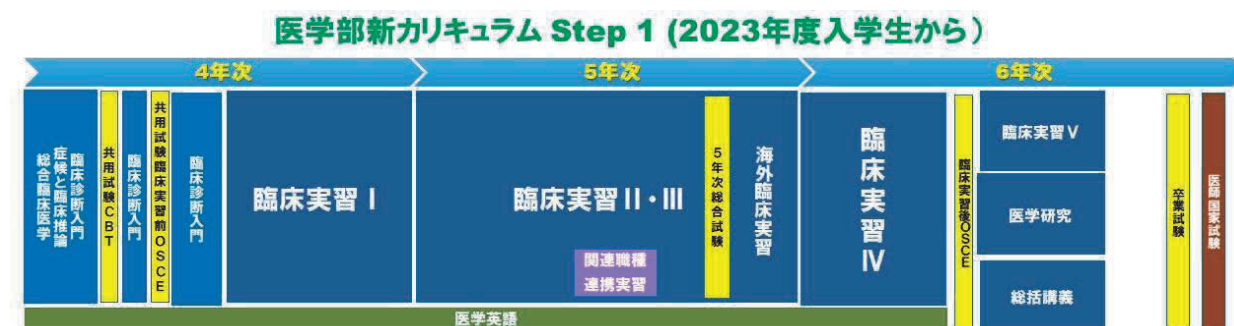 医学部新カリキュラム Step 1 (2023年度入学生から)
4年次
5年次
6年次
臨床診断入門
症候と臨床推論
総合臨床医学
共用試験CBT
臨床診断入門
共用試験臨床実習前OSCE
臨床診断入門
臨床実習 I
臨床実習 II・III
関連職種
連携実習
5年次総合試験
海外臨床実習
臨床実習 IV
臨床実習後OSCE
臨床実習 V
医学研究
総括講義
卒業試験
医師国家試験
医学英語